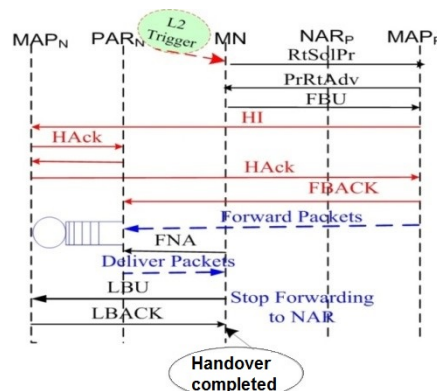 L2
Trigger
MAP_N PAR_N MN NAR_P MAP_P
RtSolPr
PrRtAdv
FBU
HI
HAck
HAck
FBACK
Forward Packets
FNA
Deliver Packets
LBU
Stop Forwarding
to NAR
LBACK
Handover
completed